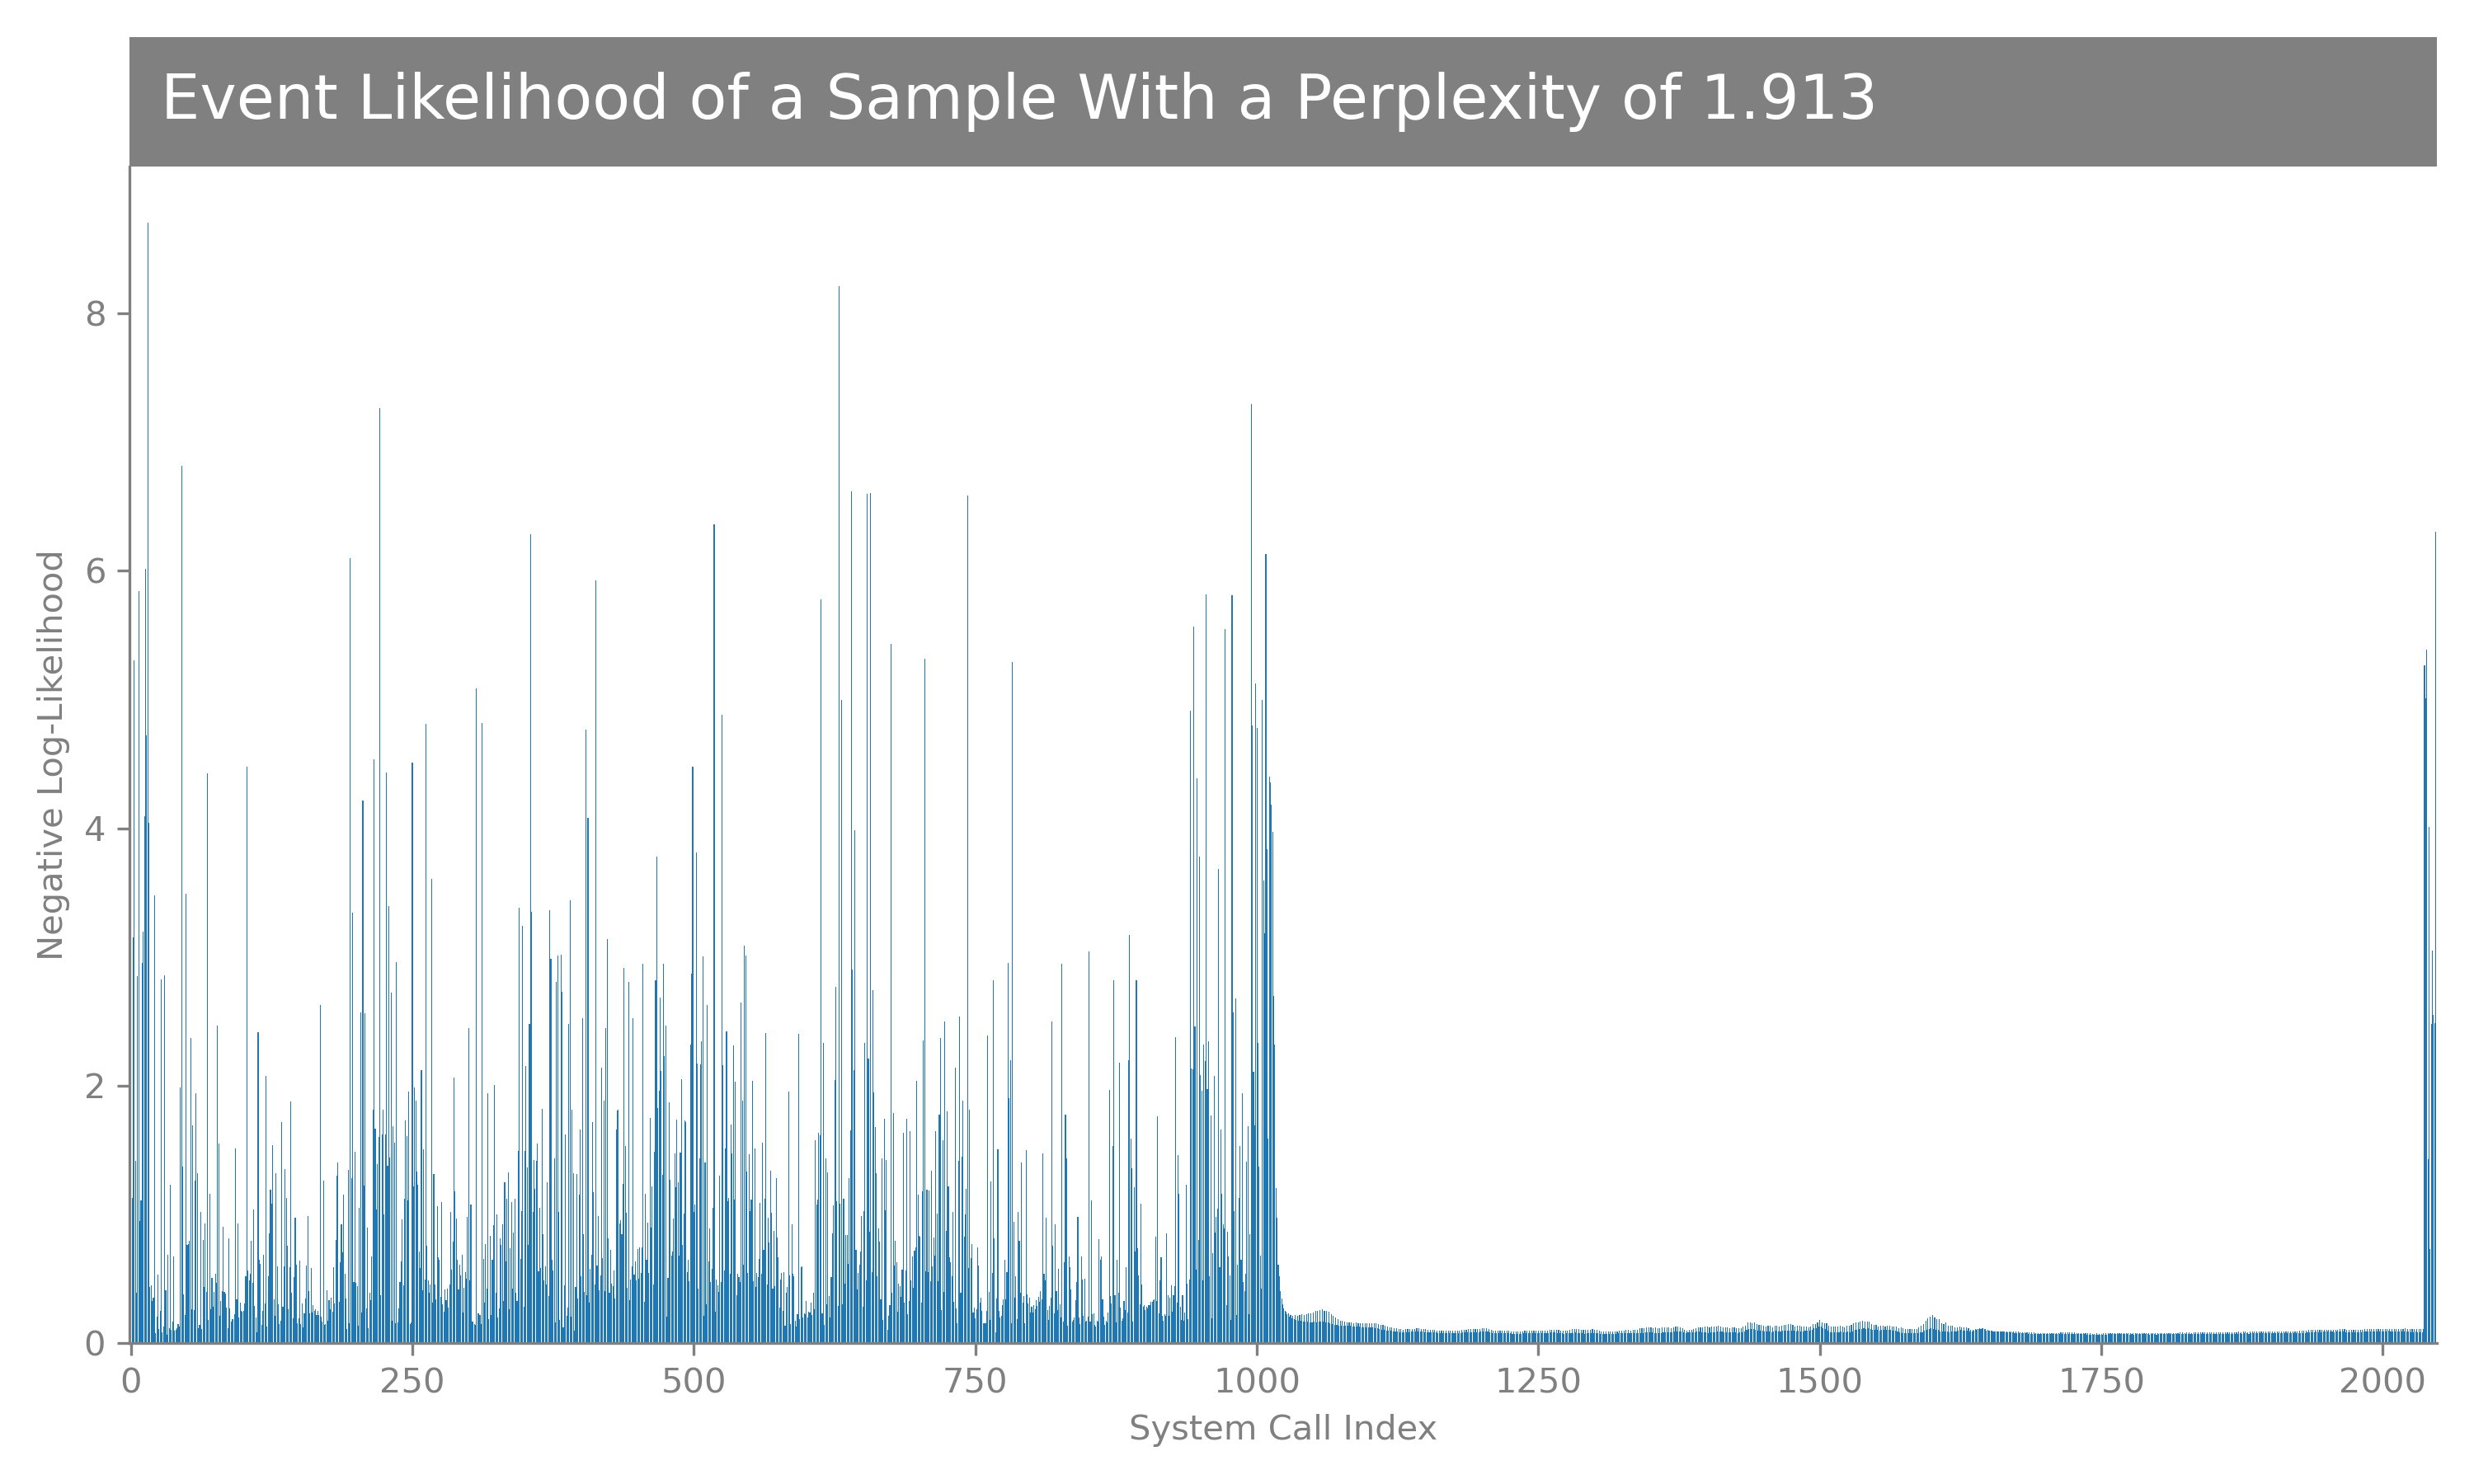 Event Likelihood of a Sample With a Perplexity of 1.913
Negative Log-Likelihood
8
6
4
2
0
0 250 500 750 1000 1250 1500 1750 2000
System Call Index